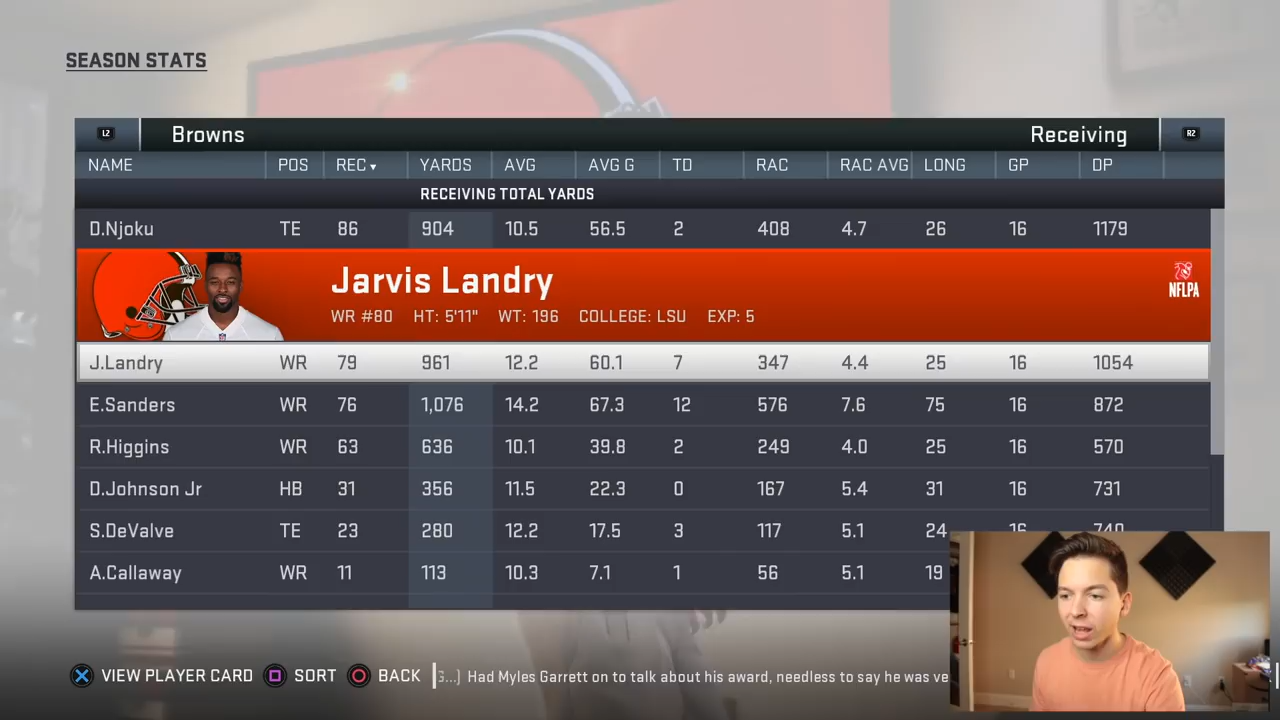 SEASON STATS
L2 Browns Receiving R2
NAME POS REC YARDS AVG AVG G TD RAC RAC AVG LONG GP DP
RECEIVING TOTAL YARDS
D.Njoku TE 86 904 10.5 56.5 2 408 4.7 26 16 1179
Jarvis Landry
WR #80 HT: 5'11" WT: 196 COLLEGE: LSU EXP: 5
NFLPA
J.Landry WR 79 961 12.2 60.1 7 347 4.4 25 16 1054
E.Sanders WR 76 1,076 14.2 67.3 12 576 7.6 75 16 872
R.Higgins WR 63 636 10.1 39.8 2 249 4.0 25 16 570
D.Johnson Jr HB 31 356 11.5 22.3 0 167 5.4 31 16 731
S.DeValve TE 23 280 12.2 17.5 3 117 5.1 24 16 740
A.Callaway WR 11 113 10.3 7.1 1 56 5.1 19
VIEW PLAYER CARD SORT BACK 3...] Had Myles Garrett on to talk about his award, needless to say he was ve